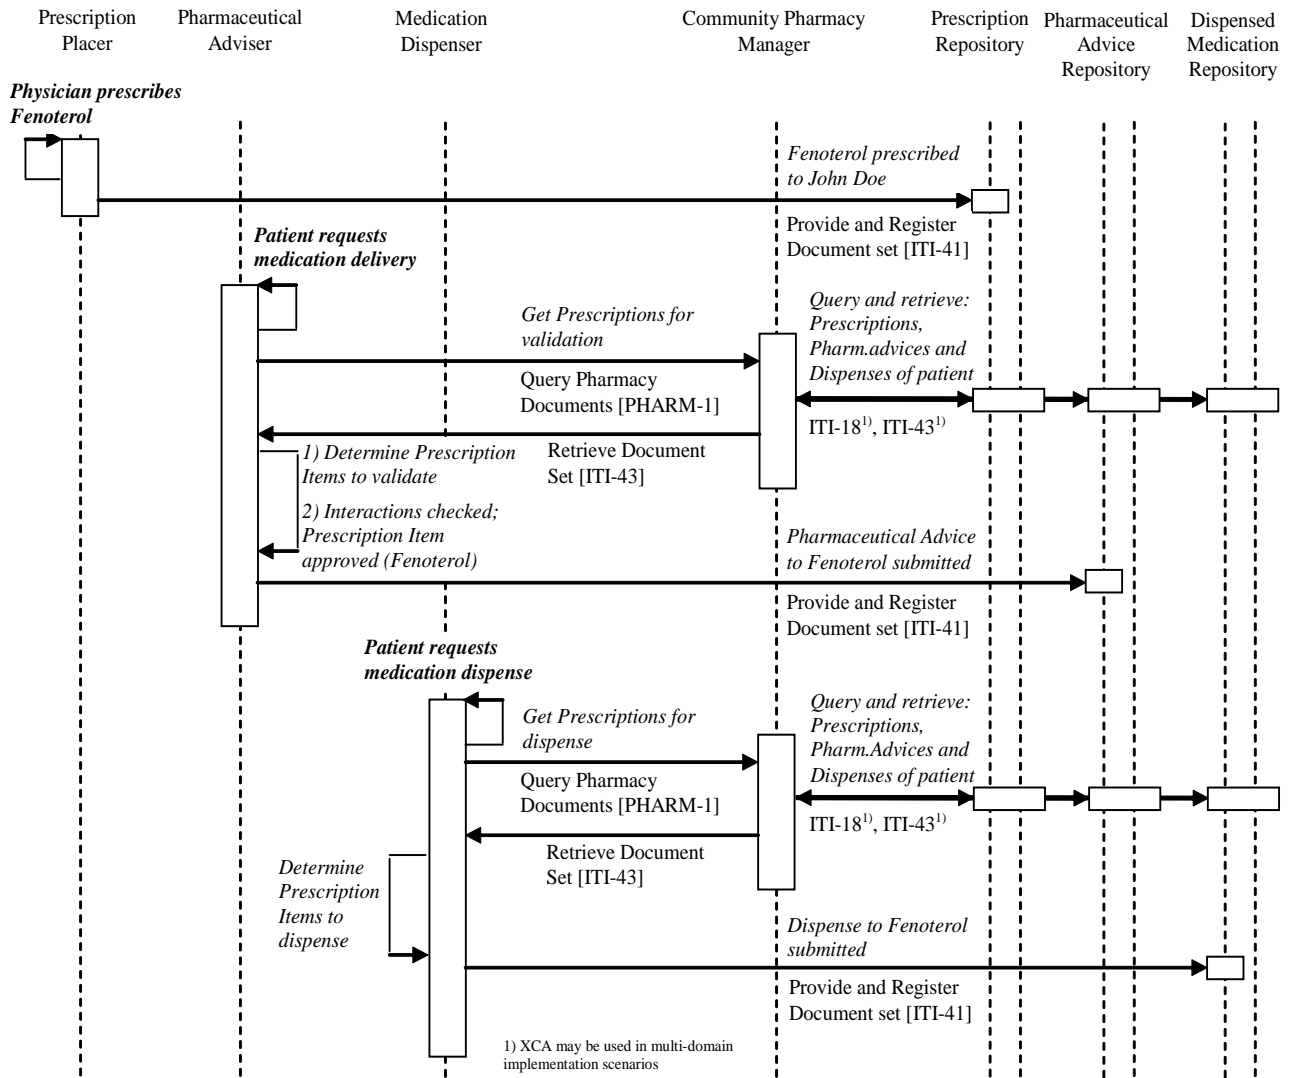 Prescription
Placer
Pharmaceutical
Adviser
Medication
Dispenser
Community Pharmacy
Manager
Prescription
Repository
Pharmaceutical
Advice
Repository
Dispensed
Medication
Repository
Physician prescribes
Fenoterol
Fenoterol prescribed
to John Doe
Provide and Register
Document set [ITI-41]
Patient requests
medication delivery
Get Prescriptions for
validation
Query Pharmacy
Documents [PHARM-1]
Query and retrieve:
Prescriptions,
Pharm.advices and
Dispenses of patient
ITI-18¹⁾, ITI-43¹⁾
Retrieve Document
Set [ITI-43]
1) Determine Prescription
Items to validate
2) Interactions checked;
Prescription Item
approved (Fenoterol)
Pharmaceutical Advice
to Fenoterol submitted
Provide and Register
Document set [ITI-41]
Patient requests
medication dispense
Get Prescriptions for
dispense
Query Pharmacy
Documents [PHARM-1]
Query and retrieve:
Prescriptions,
Pharm.Advices and
Dispenses of patient
ITI-18¹⁾, ITI-43¹⁾
Retrieve Document
Set [ITI-43]
Determine
Prescription
Items to
dispense
Dispense to Fenoterol
submitted
Provide and Register
Document set [ITI-41]
1) XCA may be used in multi-domain
implementation scenarios